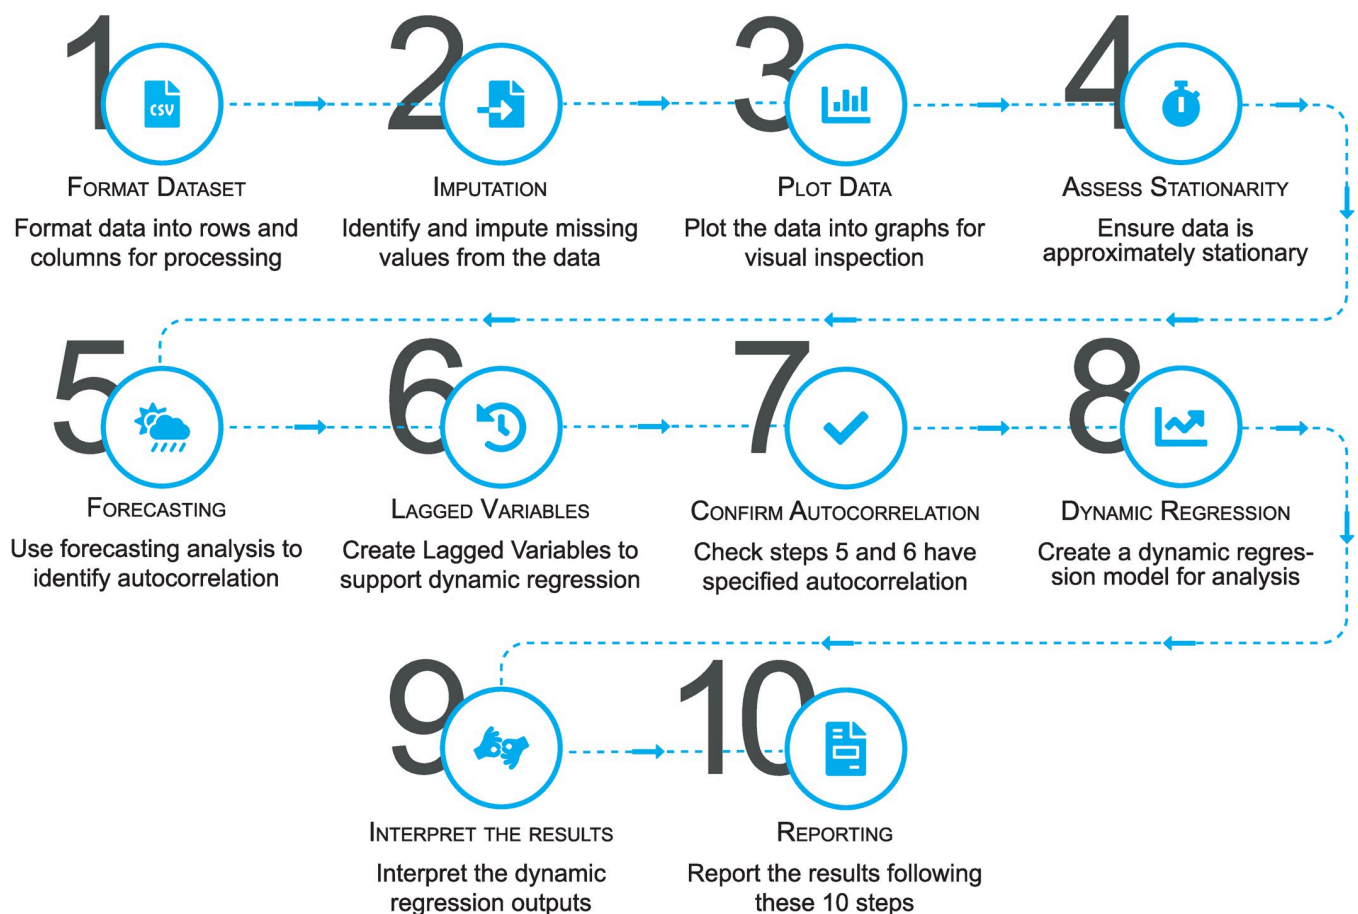 1
CSV
FORMAT DATASET
Format data into rows and
columns for processing
2
IMPUTATION
Identify and impute missing
values from the data
3
PLOT DATA
Plot the data into graphs for
visual inspection
4
ASSESS STATIONARITY
Ensure data is
approximately stationary
5
FORECASTING
Use forecasting analysis to
identify autocorrelation
6
LAGGED VARIABLES
Create Lagged Variables to
support dynamic regression
7
CONFIRM AUTOCORRELATION
Check steps 5 and 6 have
specified autocorrelation
8
DYNAMIC REGRESSION
Create a dynamic regres-
sion model for analysis
9
INTERPRET THE RESULTS
Interpret the dynamic
regression outputs
10
REPORTING
Report the results following
these 10 steps